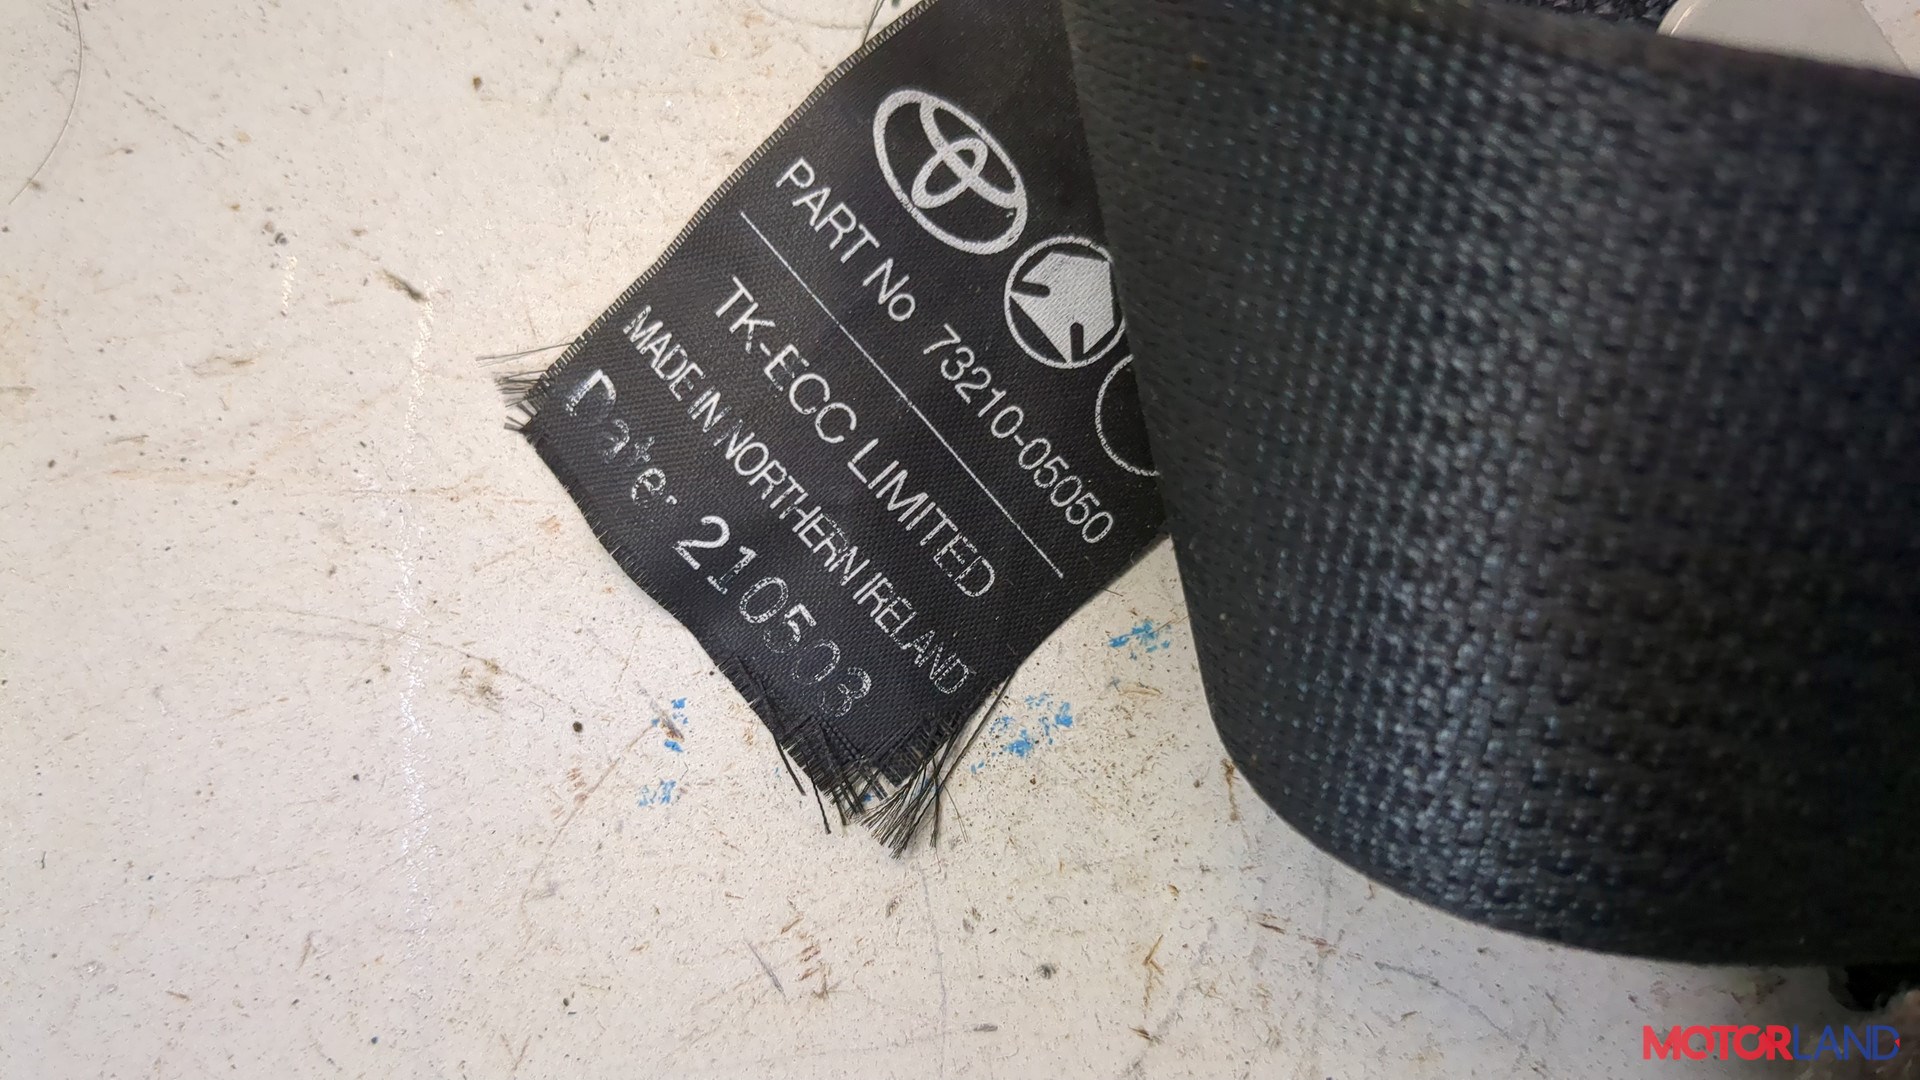 PART No 73210-05050
TK-ECC LIMITED
MADE IN NORTHERN IRELAND
Date: 210503
MOTORLAND